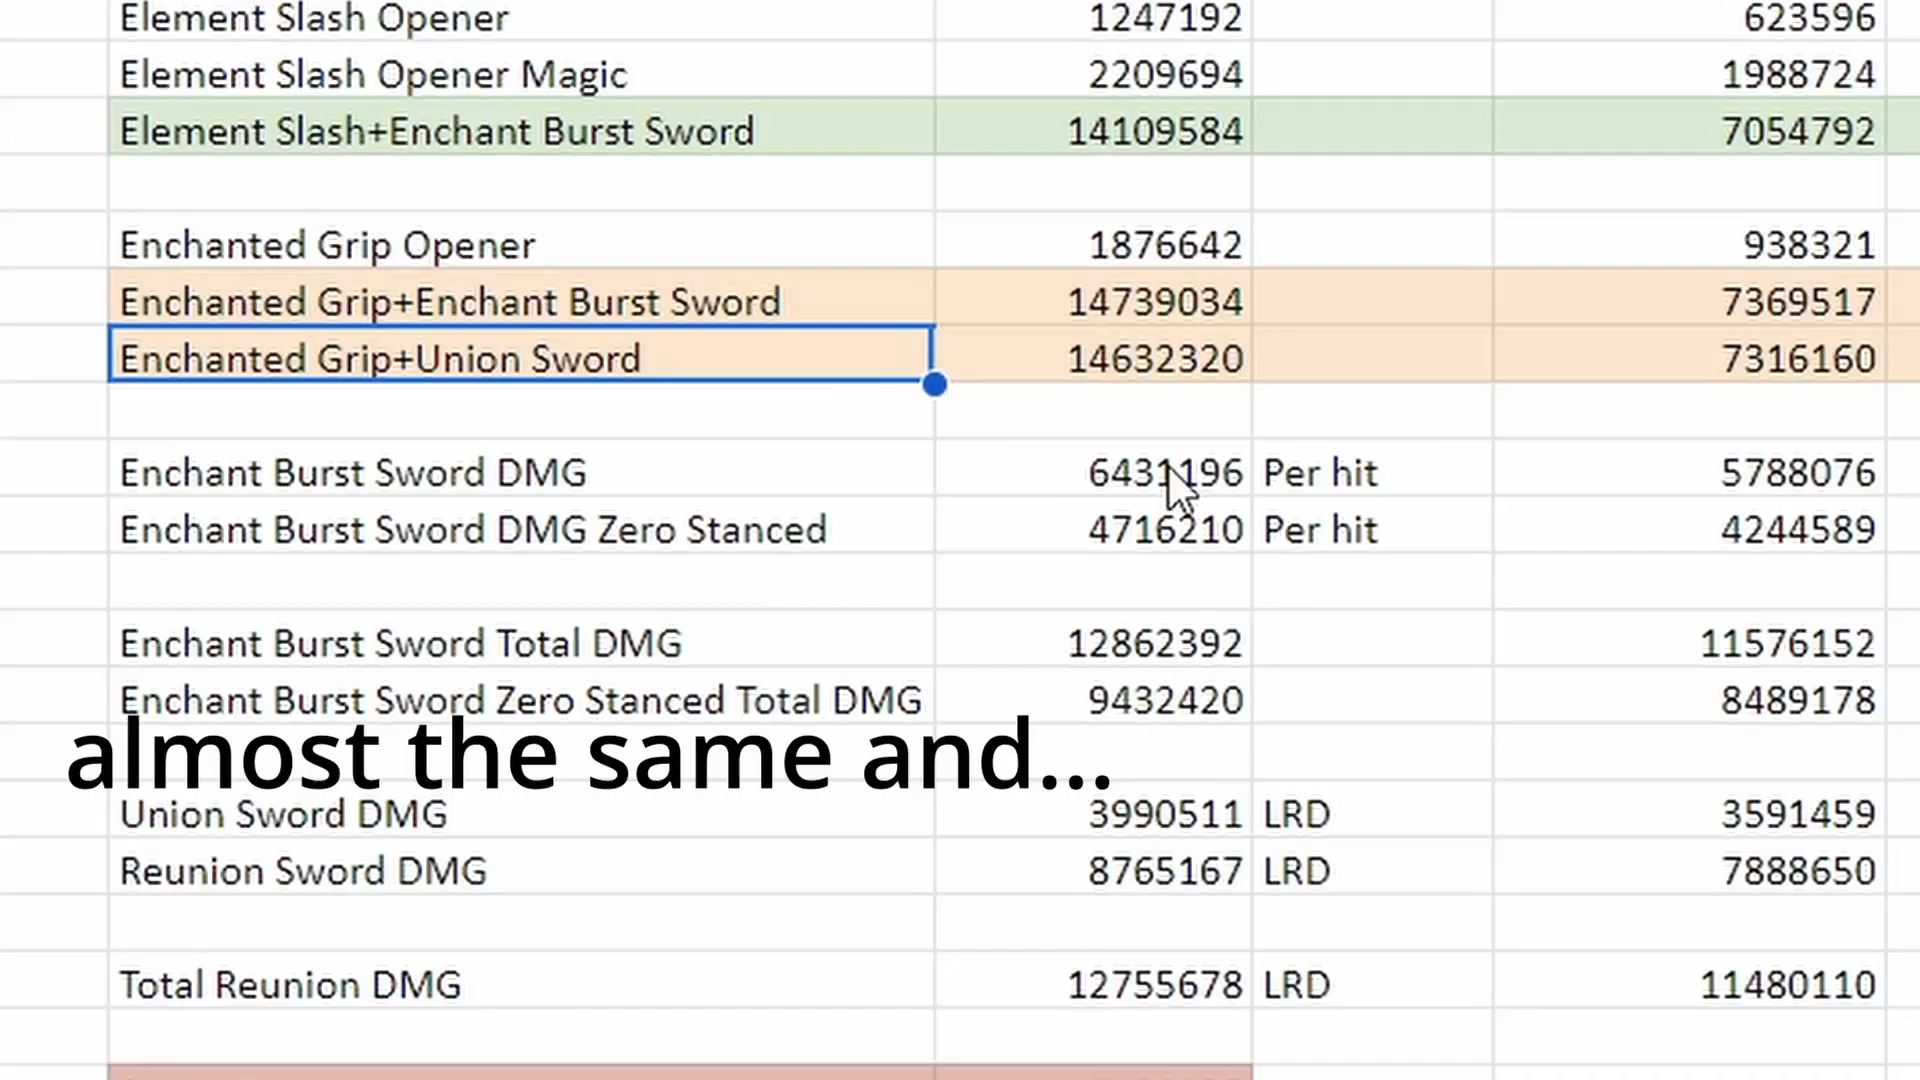 Element Slash Opener 1247192 623596
Element Slash Opener Magic 2209694 1988724
Element Slash+Enchant Burst Sword 14109584 7054792
Enchanted Grip Opener 1876642 938321
Enchanted Grip+Enchant Burst Sword 14739034 7369517
Enchanted Grip+Union Sword 14632320 7316160
Enchant Burst Sword DMG 6431196 Per hit 5788076
Enchant Burst Sword DMG Zero Stanced 4716210 Per hit 4244589
Enchant Burst Sword Total DMG 12862392 11576152
Enchant Burst Sword Zero Stanced Total DMG 9432420 8489178
almost the same and...
Union Sword DMG 3990511 LRD 3591459
Reunion Sword DMG 8765167 LRD 7888650
Total Reunion DMG 12755678 LRD 11480110